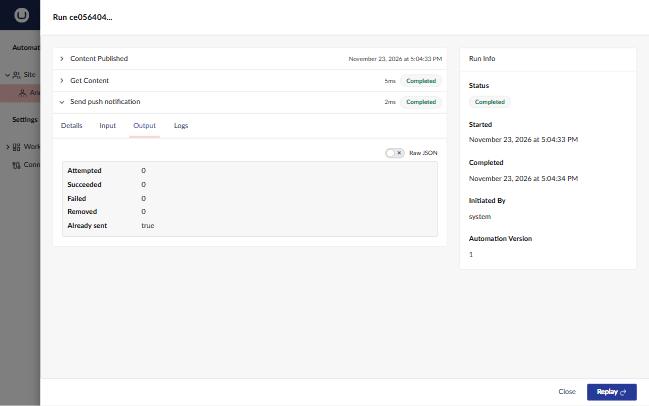 Run ce056404...
Automat
Site
An
Settings
Work
Conn
Content Published
November 23, 2026 at 5:04:33 PM
Get Content
5ms
Completed
Send push notification
2ms
Completed
Details
Input
Output
Logs
Raw JSON
Attempted 0
Succeeded 0
Failed 0
Removed 0
Already sent true
Run Info
Status
Completed
Started
November 23, 2026 at 5:04:33 PM
Completed
November 23, 2026 at 5:04:34 PM
Initiated By
system
Automation Version
1
Close
Replay